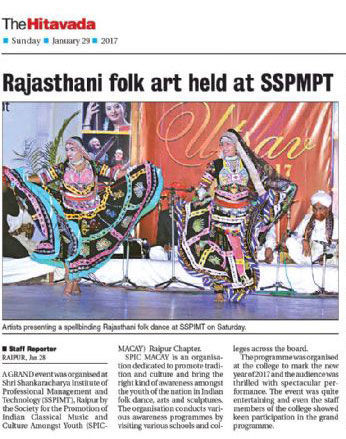 TheHitavada
Sunday January 29 2017
Rajasthani folk art held at SSPMPT
Utsav
2017
Artists presenting a spellbinding Rajasthani folk dance at SSPIMT on Saturday.
Staff Reporter
RAIPUR, Jan 28
A GRAND event was organised at
Shri Shankaracharya Institute of
Professional Management and
Technology (SSPIMT), Raipur by
the Society for the Promotion of
Indian Classical Music and
Culture Amongst Youth (SPIC-
MACAY) Raipur Chapter.
SPIC MACAY is an organisa-
tion dedicated to promote tradi-
tion and culture and bring the
right kind of awareness amongst
the youth of the nation in Indian
folk dance, arts and sculptures.
The organisation conducts vari-
ous awareness programmes by
visiting various schools and col-
leges across the board.
The programme was organised
at the college to mark the new
year of 2017 and the audience was
thrilled with spectacular per-
formance. The event was quite
entertaining and even the staff
members of the college showed
keen participation in the grand
programme.